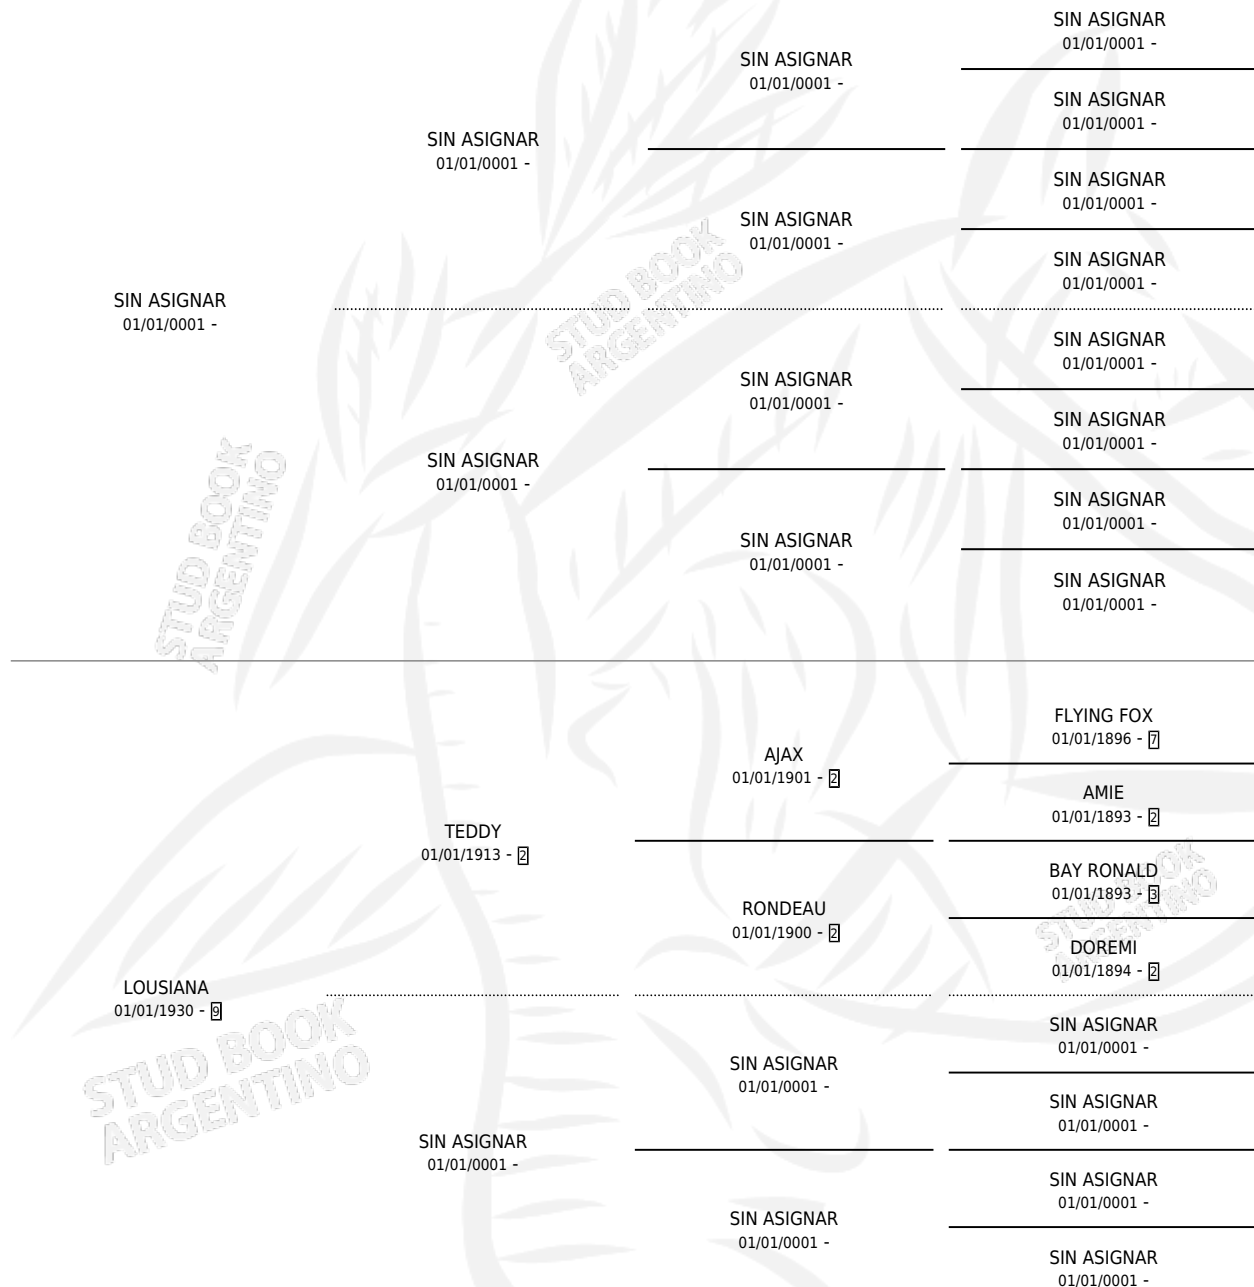 SIN ASIGNAR
01/01/0001 -
SIN ASIGNAR
01/01/0001 -
SIN ASIGNAR
01/01/0001 -
SIN ASIGNAR
01/01/0001 -
SIN ASIGNAR
01/01/0001 -
SIN ASIGNAR
01/01/0001 -
SIN ASIGNAR
01/01/0001 -
SIN ASIGNAR
01/01/0001 -
SIN ASIGNAR
01/01/0001 -
SIN ASIGNAR
01/01/0001 -
SIN ASIGNAR
01/01/0001 -
SIN ASIGNAR
01/01/0001 -
SIN ASIGNAR
01/01/0001 -
SIN ASIGNAR
01/01/0001 -
SIN ASIGNAR
01/01/0001 -
STUD BOOK
ARGENTINO
STUD BOOK
ARGENTINO
FLYING FOX
01/01/1896 - 7
AJAX
01/01/1901 - 2
AMIE
01/01/1893 - 2
TEDDY
01/01/1913 - 2
BAY RONALD
01/01/1893 - 3
RONDEAU
01/01/1900 - 2
DOREMI
01/01/1894 - 2
STUD BOOK
ARGENTINO
LOUSIANA
01/01/1930 - 9
STUD BOOK
ARGENTINO
SIN ASIGNAR
01/01/0001 -
SIN ASIGNAR
01/01/0001 -
SIN ASIGNAR
01/01/0001 -
SIN ASIGNAR
01/01/0001 -
SIN ASIGNAR
01/01/0001 -
SIN ASIGNAR
01/01/0001 -
SIN ASIGNAR
01/01/0001 -